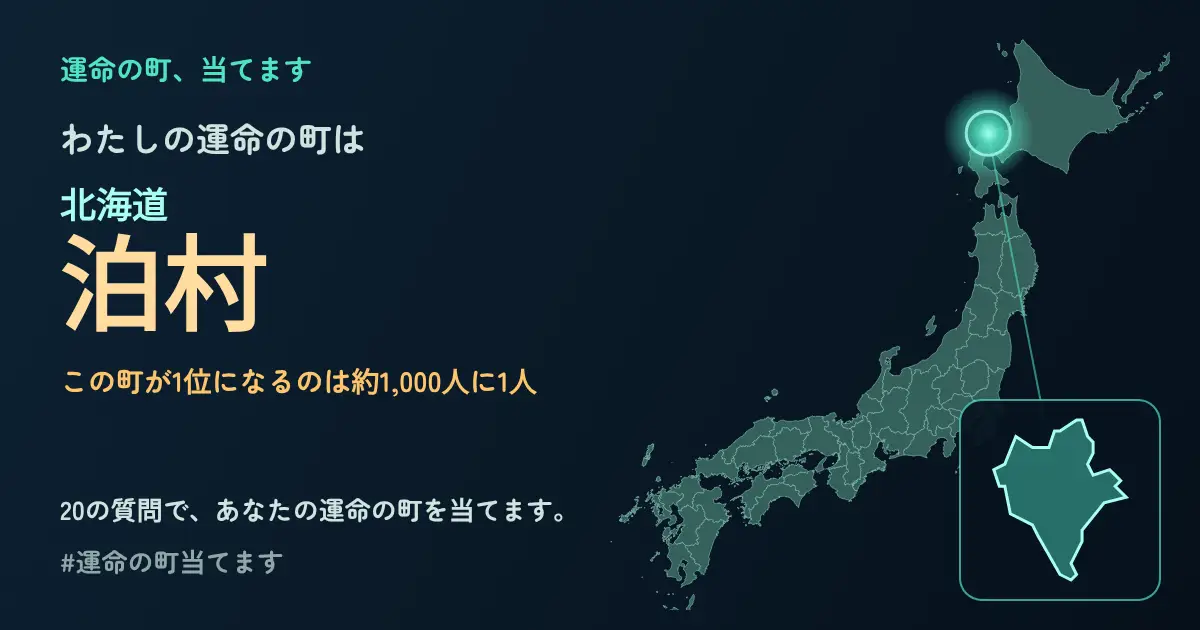 運命の町、当てます
わたしの運命の町は
北海道
泊村
この町が1位になるのは約1,000人に1人
20の質問で、あなたの運命の町を当てます。
#運命の町当てます